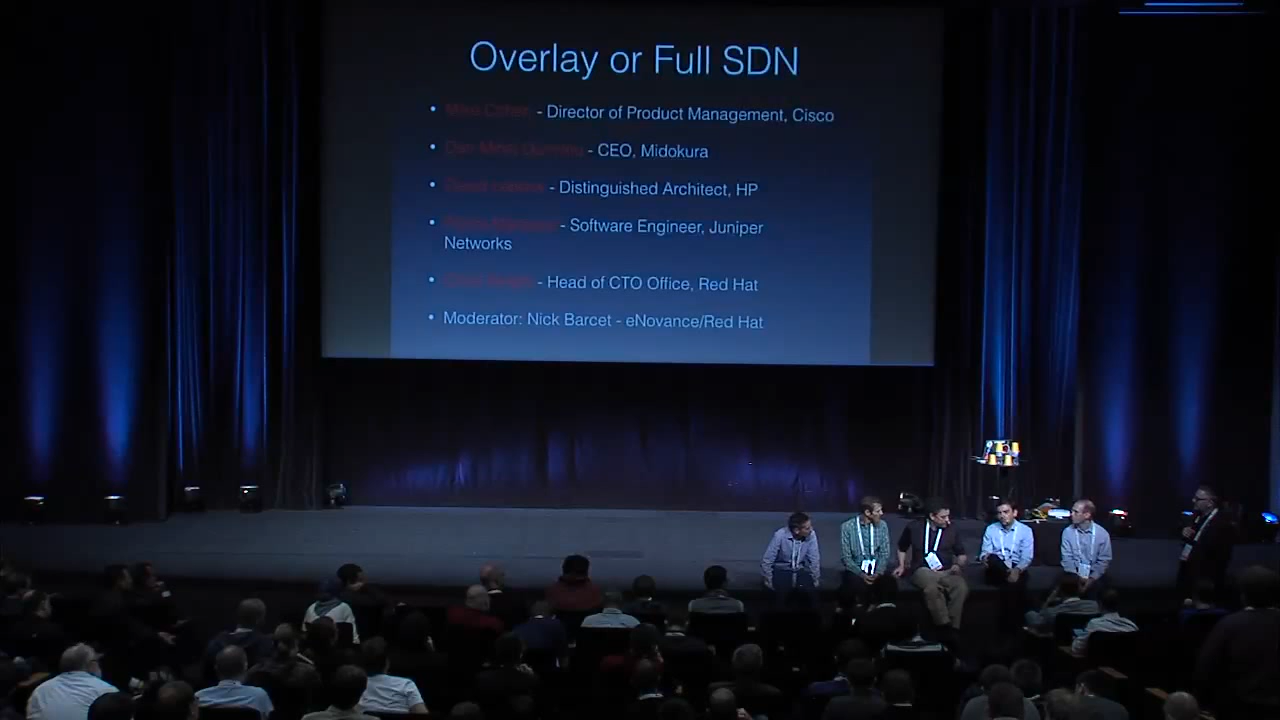 Overlay or Full SDN
• - Director of Product Management, Cisco
• - CEO, Midokura
• - Distinguished Architect, HP
• - Software Engineer, Juniper
Networks
• - Head of CTO Office, Red Hat
• Moderator: Nick Barcet - eNovance/Red Hat